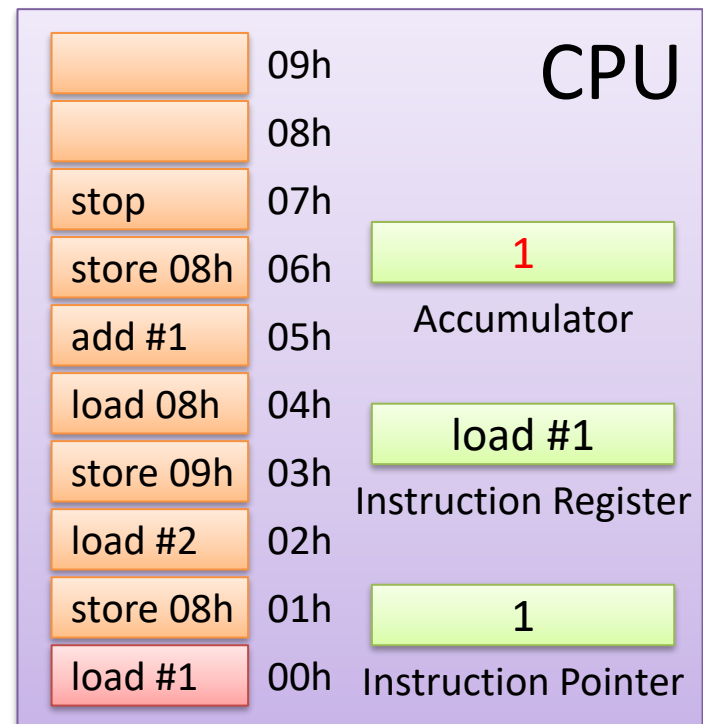 CPU
09h
08h
stop 07h
store 08h 06h
add #1 05h
load 08h 04h
store 09h 03h
load #2 02h
store 08h 01h
load #1 00h
1
Accumulator
load #1
Instruction Register
1
Instruction Pointer